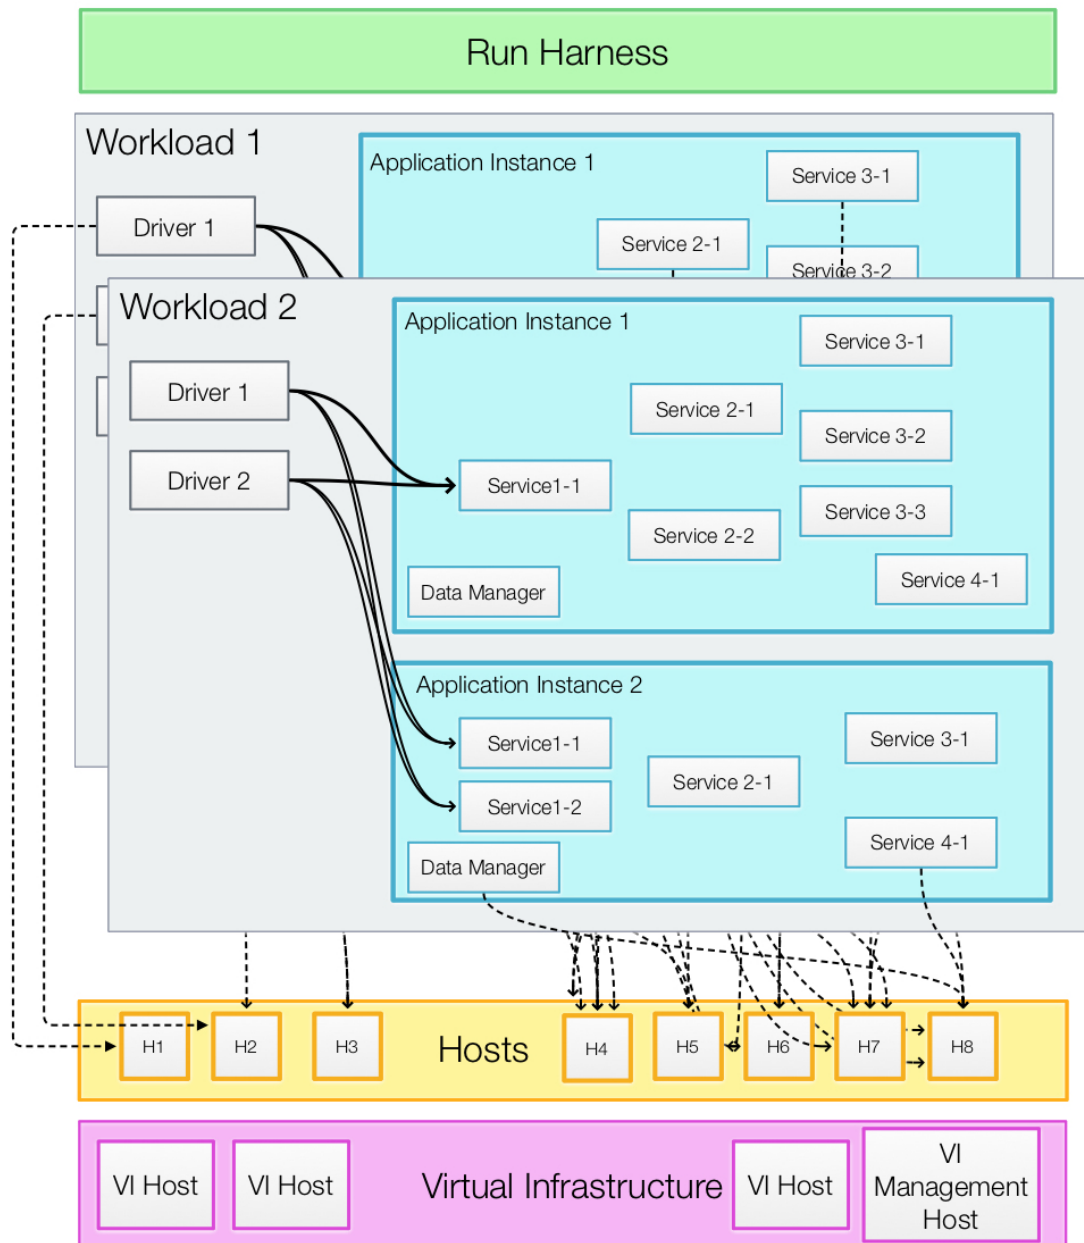 Run Harness
Workload 1
Application Instance 1
Service 3-1
Driver 1
Service 2-1
Service 3-2
Workload 2
Application Instance 1
Service 3-1
Driver 1
Service 2-1
Service 3-2
Driver 2
Service1-1
Service 3-3
Service 2-2
Service 4-1
Data Manager
Application Instance 2
Service1-1
Service 3-1
Service 2-1
Service1-2
Service 4-1
Data Manager
H1
H2
H3
Hosts
H4
H5
H6
H7
H8
VI Host
VI Host
Virtual Infrastructure
VI Host
VI
Management
Host